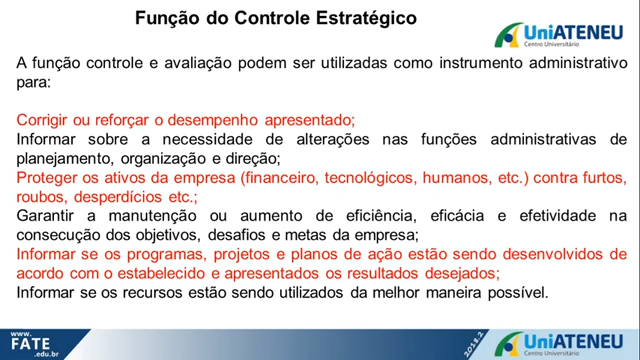 Função do Controle Estratégico
UniATENEU
Centro Universitário
A função controle e avaliação podem ser utilizadas como instrumento administrativo
para:
Corrigir ou reforçar o desempenho apresentado;
Informar sobre a necessidade de alterações nas funções administrativas de
planejamento, organização e direção;
Proteger os ativos da empresa (financeiro, tecnológicos, humanos, etc.) contra furtos,
roubos, desperdícios etc.;
Garantir a manutenção ou aumento de eficiência, eficácia e efetividade na
consecução dos objetivos, desafios e metas da empresa;
Informar se os programas, projetos e planos de ação estão sendo desenvolvidos de
acordo com o estabelecido e apresentados os resultados desejados;
Informar se os recursos estão sendo utilizados da melhor maneira possível.
www.
FATE
.edu.br
2018.2
UniATENEU
Centro Universitário